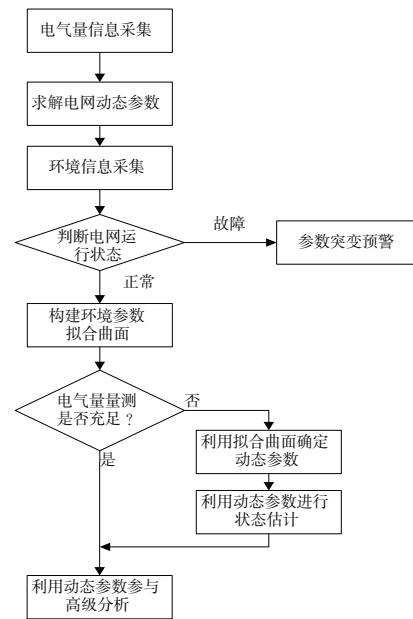 电气量信息采集
求解电网动态参数
环境信息采集
判断电网运
行状态
故障
参数突变预警
正常
构建环境参数
拟合曲面
电气量量测
是否充足？
否
利用拟合曲面确定
动态参数
是
利用动态参数进行
状态估计
利用动态参数参与
高级分析